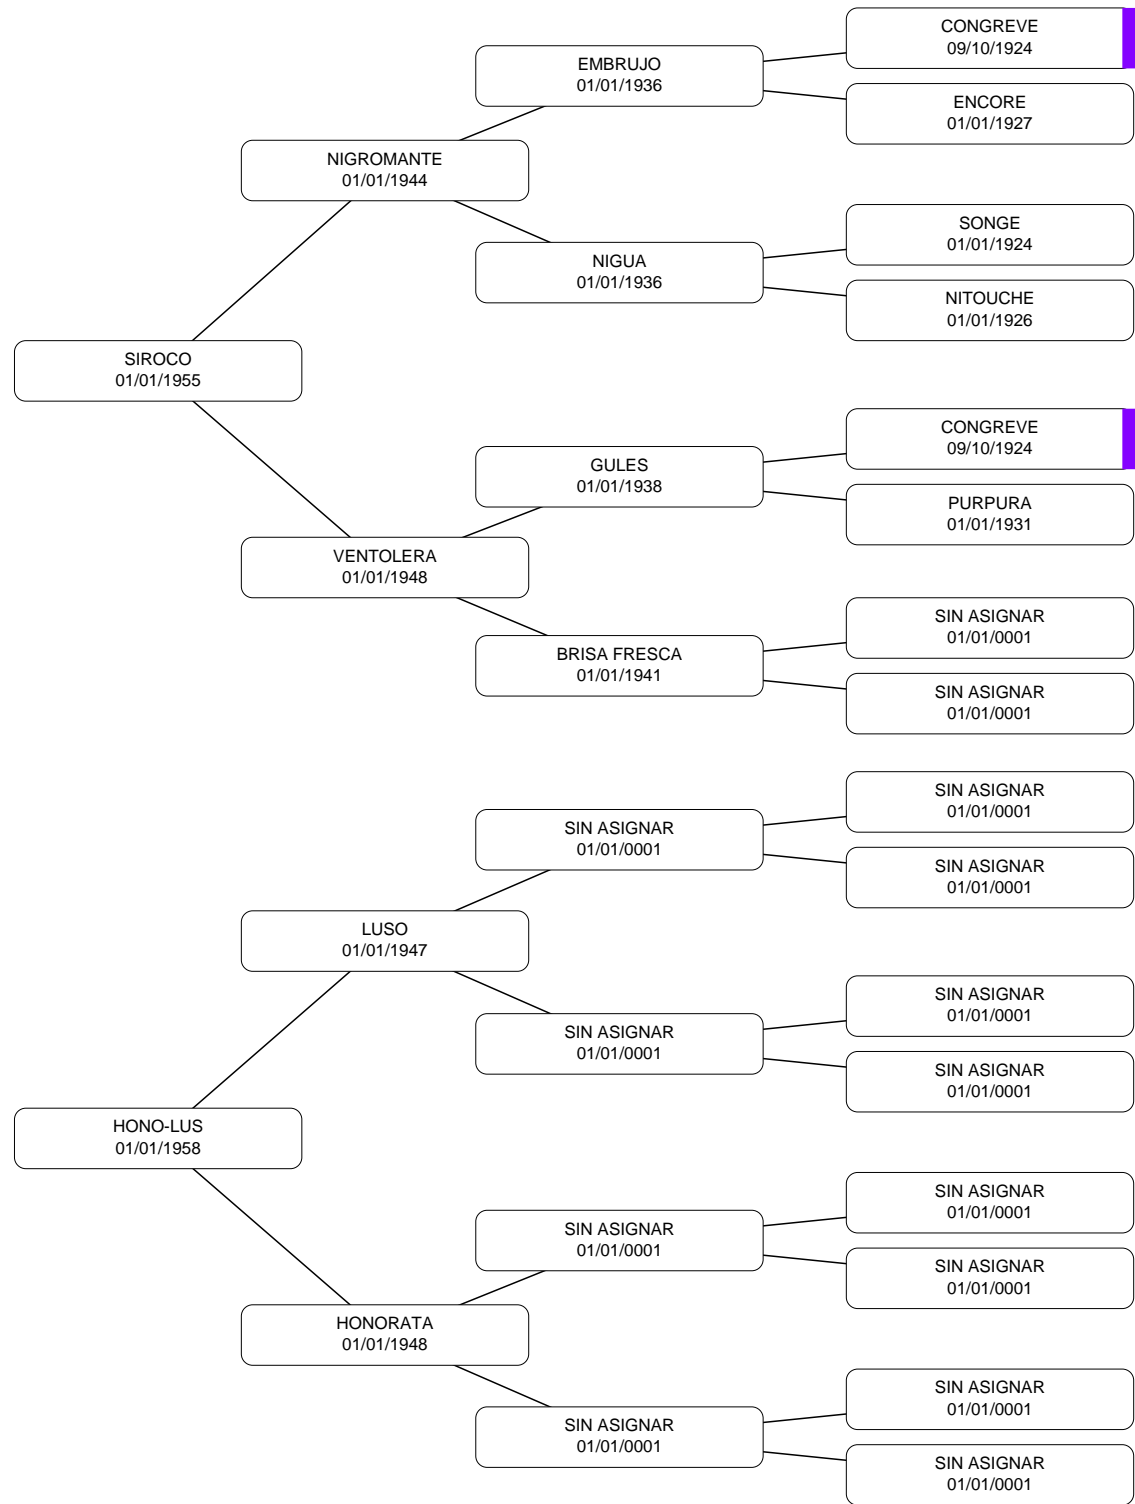 CONGREVE
09/10/1924
EMBRUJO
01/01/1936
ENCORE
01/01/1927
NIGROMANTE
01/01/1944
SONGE
01/01/1924
NIGUA
01/01/1936
NITOUCHE
01/01/1926
SIROCO
01/01/1955
CONGREVE
09/10/1924
GULES
01/01/1938
PURPURA
01/01/1931
VENTOLERA
01/01/1948
SIN ASIGNAR
01/01/0001
BRISA FRESCA
01/01/1941
SIN ASIGNAR
01/01/0001
SIN ASIGNAR
01/01/0001
SIN ASIGNAR
01/01/0001
SIN ASIGNAR
01/01/0001
LUSO
01/01/1947
SIN ASIGNAR
01/01/0001
SIN ASIGNAR
01/01/0001
SIN ASIGNAR
01/01/0001
HONO-LUS
01/01/1958
SIN ASIGNAR
01/01/0001
SIN ASIGNAR
01/01/0001
SIN ASIGNAR
01/01/0001
HONORATA
01/01/1948
SIN ASIGNAR
01/01/0001
SIN ASIGNAR
01/01/0001
SIN ASIGNAR
01/01/0001